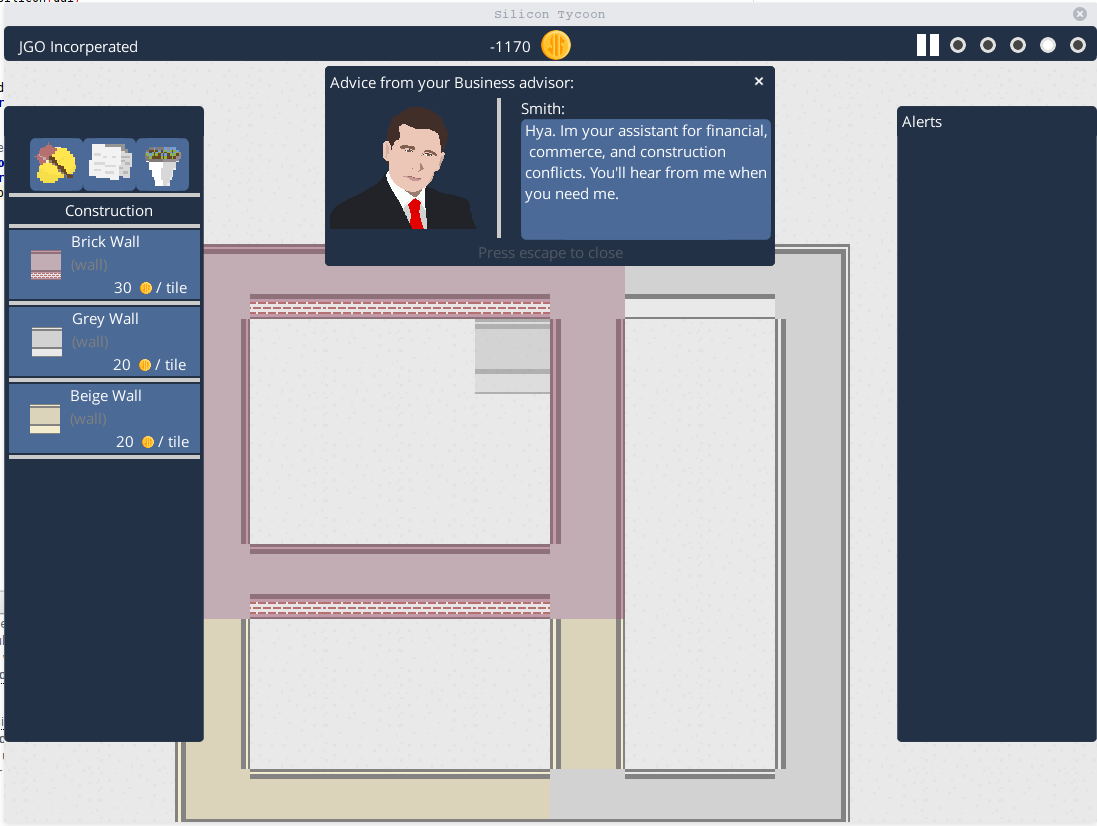 Silicon Tycoon
JGO Incorperated
-1170
Advice from your Business advisor:
Smith:
Hya. Im your assistant for financial,
commerce, and construction
conflicts. You'll hear from me when
you need me.
Press escape to close
Construction
Brick Wall
(wall)
30 / tile
Grey Wall
(wall)
20 / tile
Beige Wall
(wall)
20 / tile
Alerts